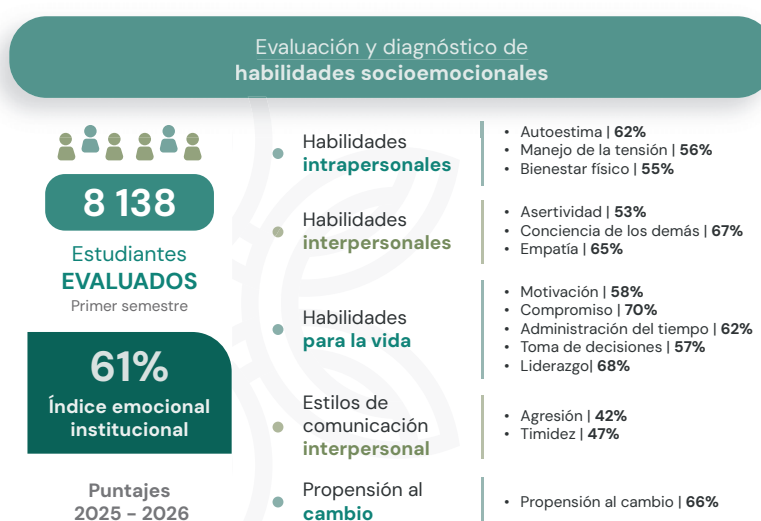 Evaluación y diagnóstico de
habilidades socioemocionales
8 138
Estudiantes
EVALUADOS
Primer semestre
61%
Índice emocional
institucional
Puntajes
2025 - 2026
Habilidades
intrapersonales
• Autoestima | 62%
• Manejo de la tensión | 56%
• Bienestar físico | 55%
Habilidades
interpersonales
• Asertividad | 53%
• Conciencia de los demás | 67%
• Empatía | 65%
Habilidades
para la vida
• Motivación | 58%
• Compromiso | 70%
• Administración del tiempo | 62%
• Toma de decisiones | 57%
• Liderazgo| 68%
Estilos de
comunicación
interpersonal
• Agresión | 42%
• Timidez | 47%
Propensión al
cambio
• Propensión al cambio | 66%